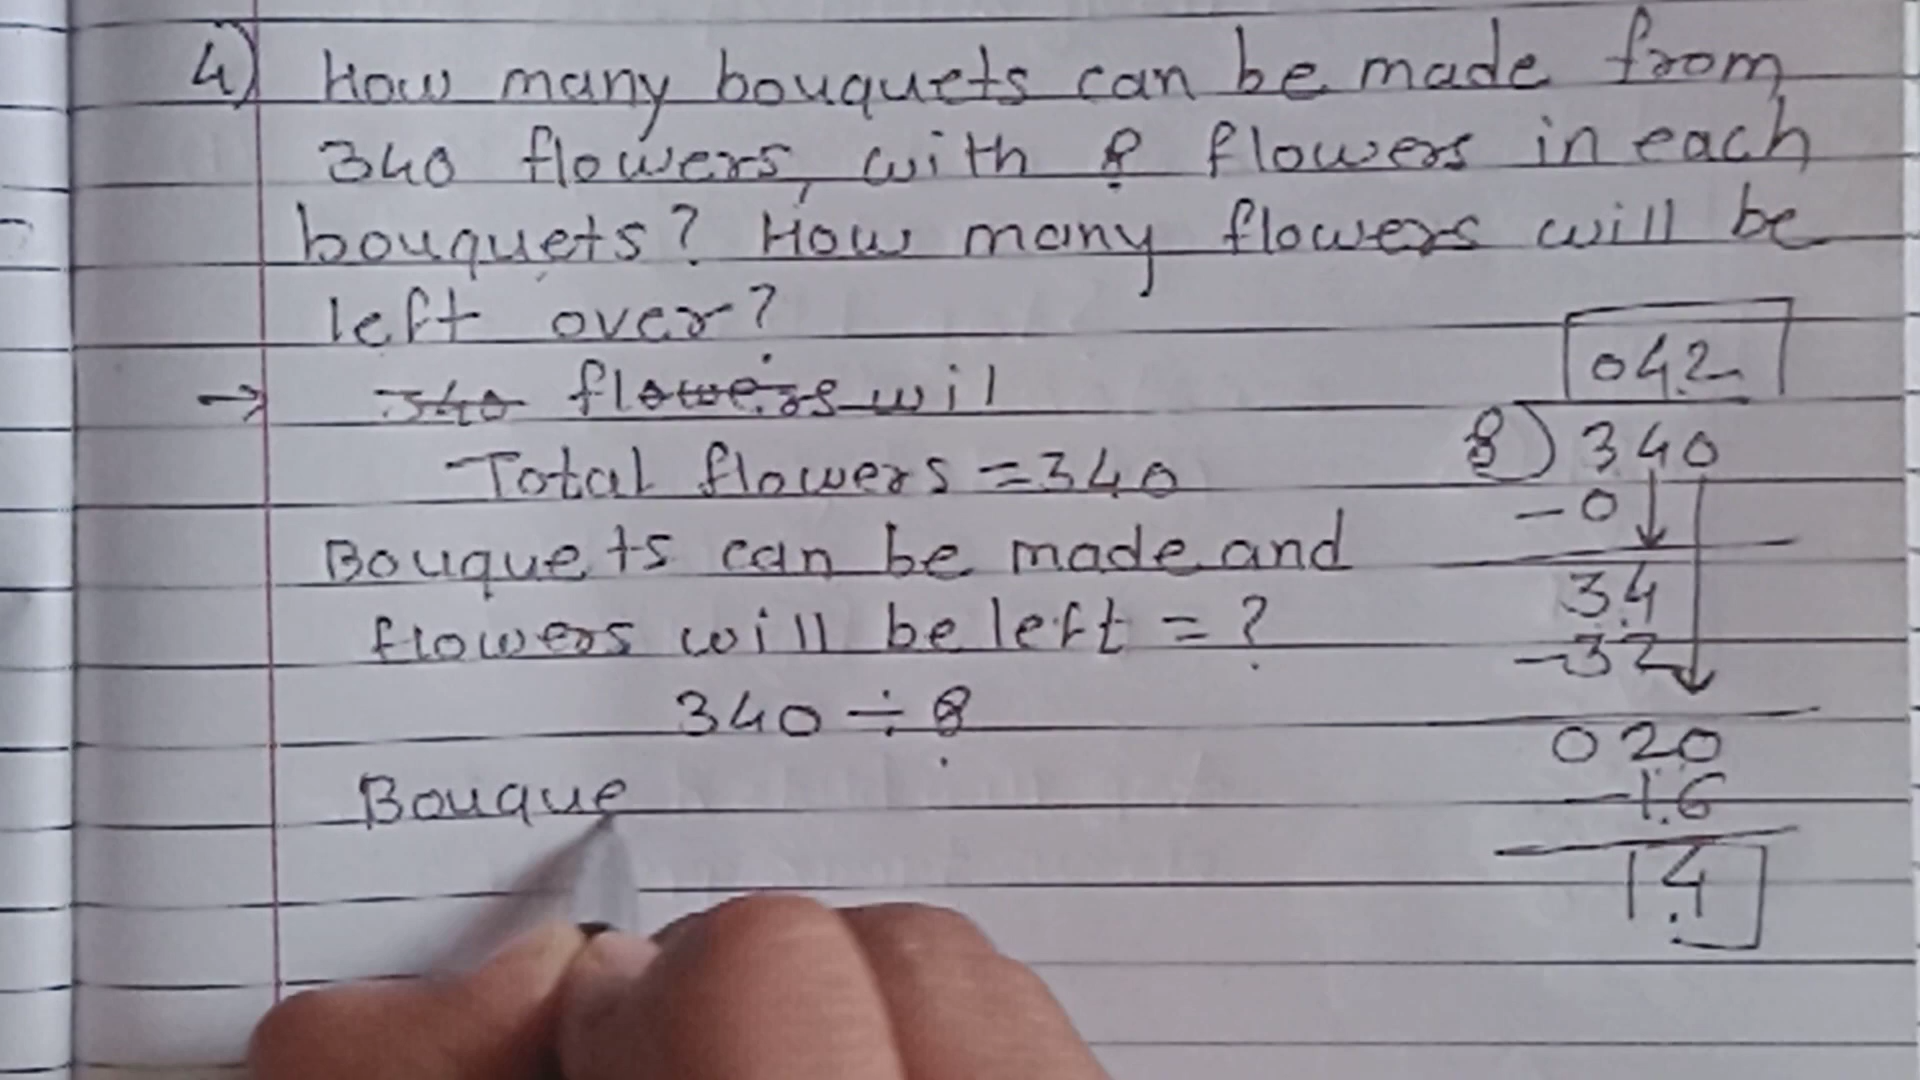 4) How many bouquets can be made from
340 flowers, with 8 flowers in each
bouquets? How many flowers will be
left over?
→ 340 flowers wil
Total flowers = 340
Bouquets can be made and
flowers will be left = ?
340 ÷ 8
Bouque
042
8) 340
- 0
34
- 32
020
- 16
4